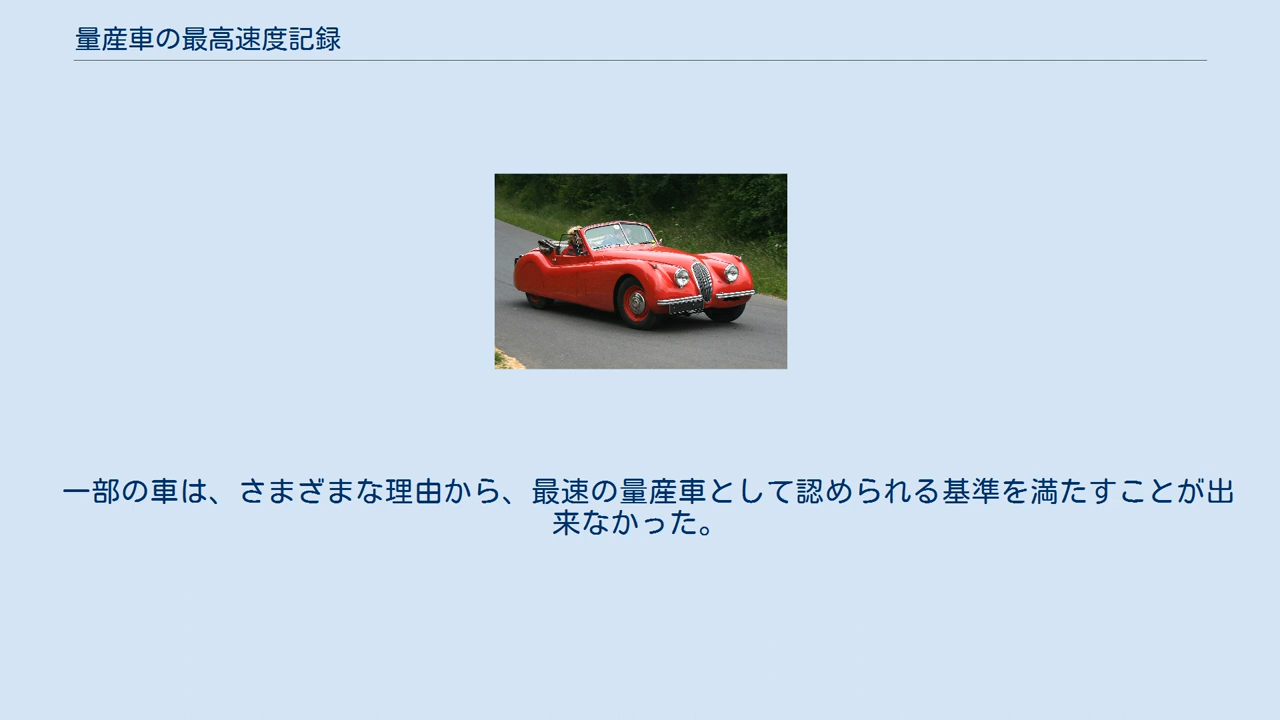 量産車の最高速度記録
一部の車は、さまざまな理由から、最速の量産車として認められる基準を満たすことが出
来なかった。